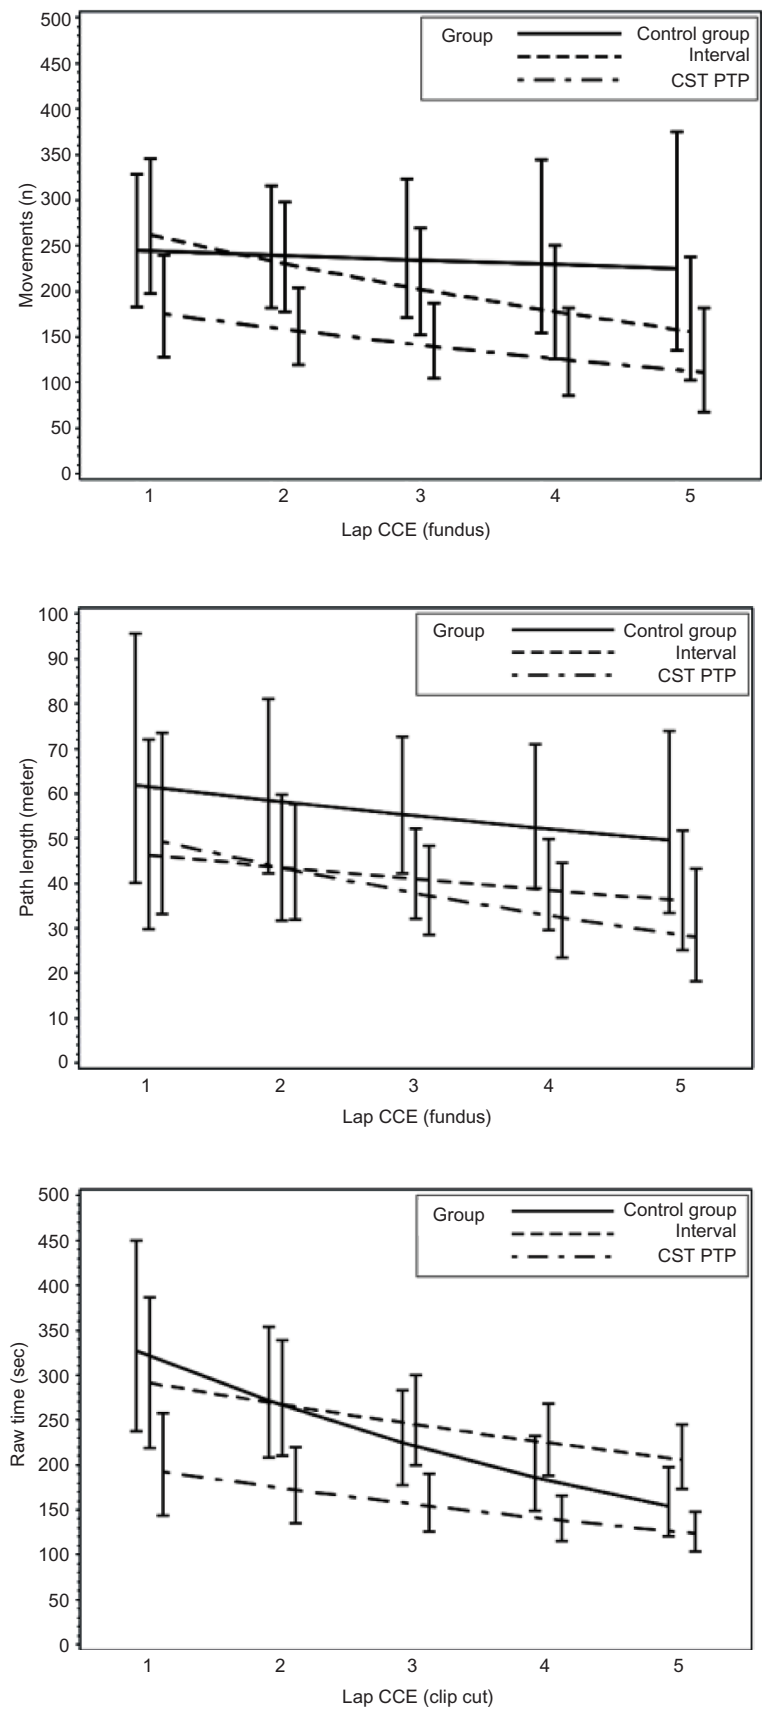 500
450
400
350
300
250
200
150
100
50
0
Movements (n)
Group
Control group
Interval
CST PTP
1 2 3 4 5
Lap CCE (fundus)
100
90
80
70
60
50
40
30
20
10
0
Path length (meter)
Group
Control group
Interval
CST PTP
1 2 3 4 5
Lap CCE (fundus)
500
450
400
350
300
250
200
150
100
50
0
Raw time (sec)
Group
Control group
Interval
CST PTP
1 2 3 4 5
Lap CCE (clip cut)